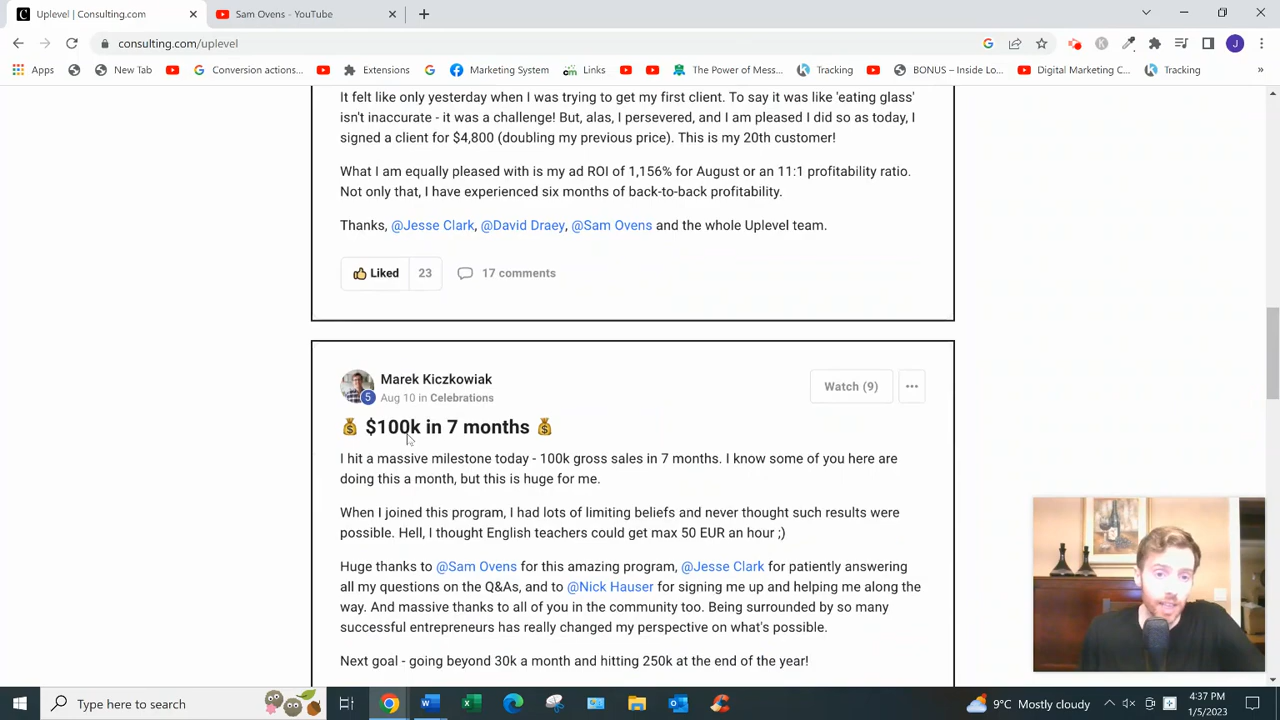 Uplevel | Consulting.com
Sam Ovens - YouTube
consulting.com/uplevel
Apps
New Tab
Conversion actions...
Extensions
Marketing System
Links
The Power of Mess...
Tracking
BONUS – Inside Lo...
Digital Marketing C...
Tracking
It felt like only yesterday when I was trying to get my first client. To say it was like 'eating glass'
isn't inaccurate - it was a challenge! But, alas, I persevered, and I am pleased I did so as today, I
signed a client for $4,800 (doubling my previous price). This is my 20th customer!
What I am equally pleased with is my ad ROI of 1,156% for August or an 11:1 profitability ratio.
Not only that, I have experienced six months of back-to-back profitability.
Thanks, @Jesse Clark, @David Draey, @Sam Ovens and the whole Uplevel team.
Liked 23 17 comments
Marek Kiczkowiak
5 Aug 10 in Celebrations
Watch (9)
$100k in 7 months
I hit a massive milestone today - 100k gross sales in 7 months. I know some of you here are
doing this a month, but this is huge for me.
When I joined this program, I had lots of limiting beliefs and never thought such results were
possible. Hell, I thought English teachers could get max 50 EUR an hour ;)
Huge thanks to @Sam Ovens for this amazing program, @Jesse Clark for patiently answering
all my questions on the Q&As, and to @Nick Hauser for signing me up and helping me along the
way. And massive thanks to all of you in the community too. Being surrounded by so many
successful entrepreneurs has really changed my perspective on what's possible.
Next goal - going beyond 30k a month and hitting 250k at the end of the year!
Type here to search
9°C Mostly cloudy
4:37 PM
1/5/2023